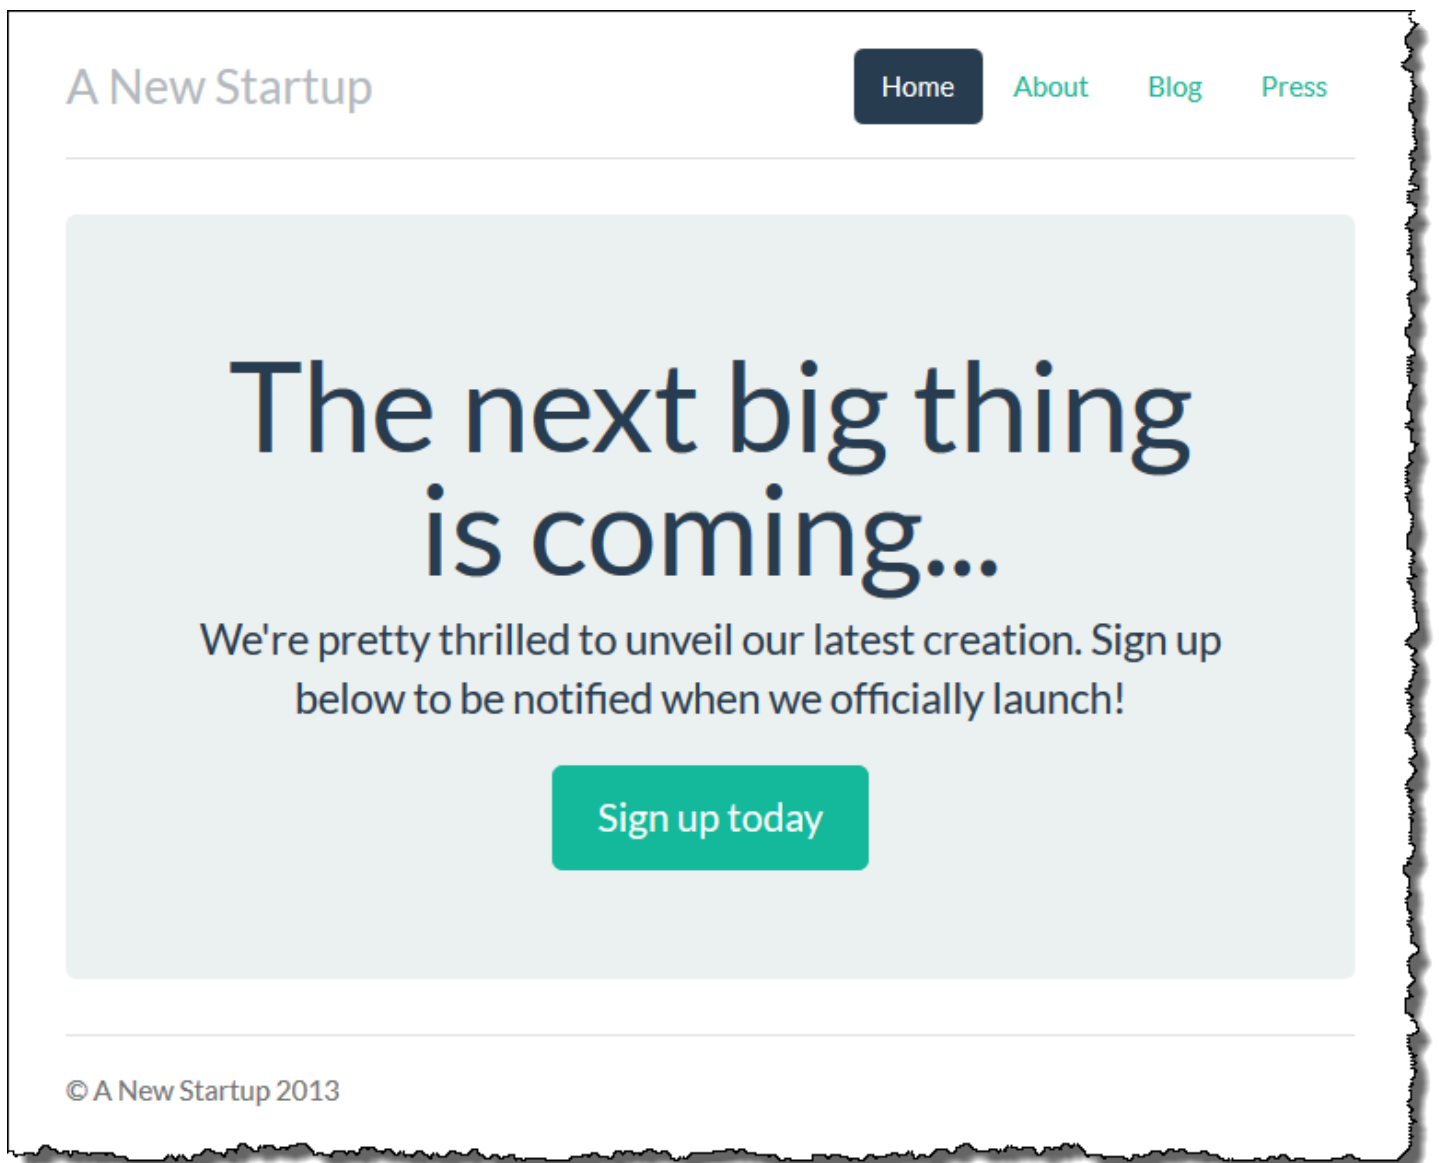 A New Startup
Home About Blog Press
The next big thing
is coming...
We're pretty thrilled to unveil our latest creation. Sign up
below to be notified when we officially launch!
Sign up today
© A New Startup 2013